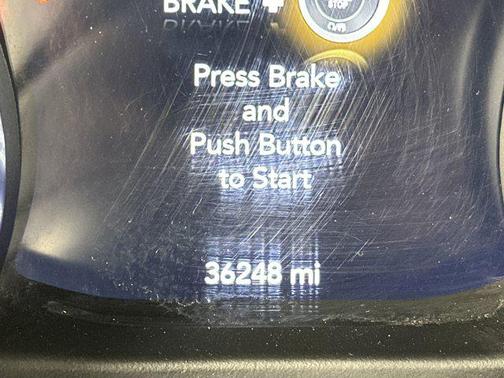 BRAKE +
STOP
Press Brake
and
Push Button
to Start
36248 mi